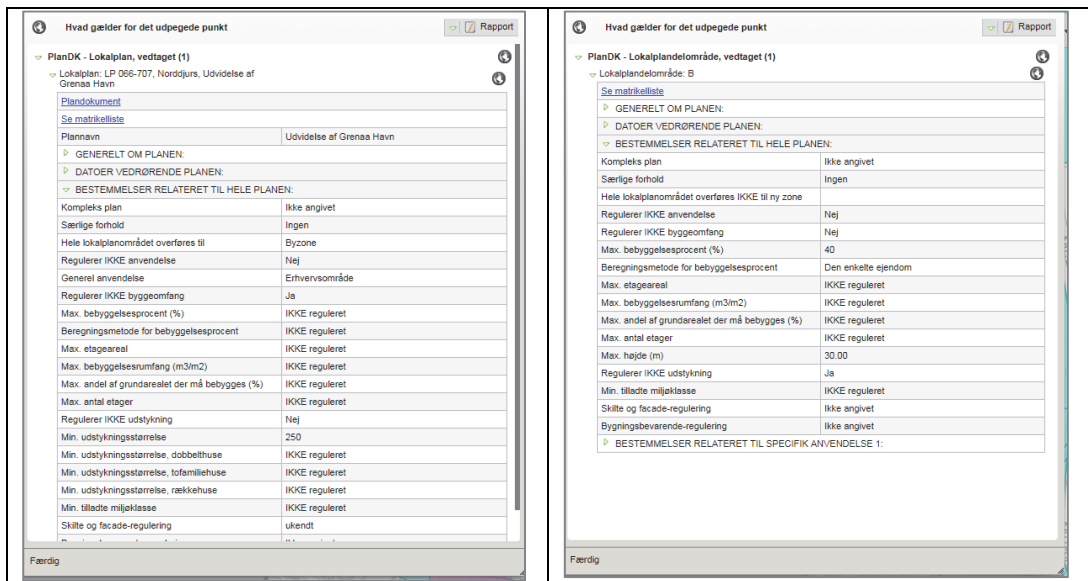 Hvad gælder for det udpegede punkt
Rapport
PlanDK - Lokalplan, vedtaget (1)
Lokalplan: LP 066-707, Norddjurs, Udvidelse af
Grenaa Havn
Plandokument
Se matrikelliste
Plannavn Udvidelse af Grenaa Havn
GENERELT OM PLANEN:
DATOER VEDRØRENDE PLANEN:
BESTEMMELSER RELATERET TIL HELE PLANEN:
Kompleks plan Ikke angivet
Særlige forhold Ingen
Hele lokalplanområdet overføres til Byzone
Regulerer IKKE anvendelse Nej
Generel anvendelse Erhvervsområde
Regulerer IKKE byggeomfang Ja
Max. bebyggelsesprocent (%) IKKE reguleret
Beregningsmetode for bebyggelsesprocent IKKE reguleret
Max. etageareal IKKE reguleret
Max. bebyggelsesrumfang (m3/m2) IKKE reguleret
Max. andel af grundarealet der må bebygges (%) IKKE reguleret
Max. antal etager IKKE reguleret
Regulerer IKKE udstykning Nej
Min. udstykningsstørrelse 250
Min. udstykningsstørrelse, dobbelthuse IKKE reguleret
Min. udstykningsstørrelse, tofamiliehuse IKKE reguleret
Min. udstykningsstørrelse, rækkehuse IKKE reguleret
Min. tilladte miljøklasse IKKE reguleret
Skilte og facade-regulering ukendt
Færdig
Hvad gælder for det udpegede punkt
Rapport
PlanDK - Lokalplandelområde, vedtaget (1)
Lokalplandelområde: B
Se matrikelliste
GENERELT OM PLANEN:
DATOER VEDRØRENDE PLANEN:
BESTEMMELSER RELATERET TIL HELE PLANEN:
Kompleks plan Ikke angivet
Særlige forhold Ingen
Hele lokalplanområdet overføres IKKE til ny zone
Regulerer IKKE anvendelse Nej
Regulerer IKKE byggeomfang Nej
Max. bebyggelsesprocent (%) 40
Beregningsmetode for bebyggelsesprocent Den enkelte ejendom
Max. etageareal IKKE reguleret
Max. bebyggelsesrumfang (m3/m2) IKKE reguleret
Max. andel af grundarealet der må bebygges (%) IKKE reguleret
Max. antal etager IKKE reguleret
Max. højde (m) 30.00
Regulerer IKKE udstykning Ja
Min. tilladte miljøklasse IKKE reguleret
Skilte og facade-regulering Ikke angivet
Bygningsbevarende-regulering Ikke angivet
BESTEMMELSER RELATERET TIL SPECIFIK ANVENDELSE 1:
Færdig